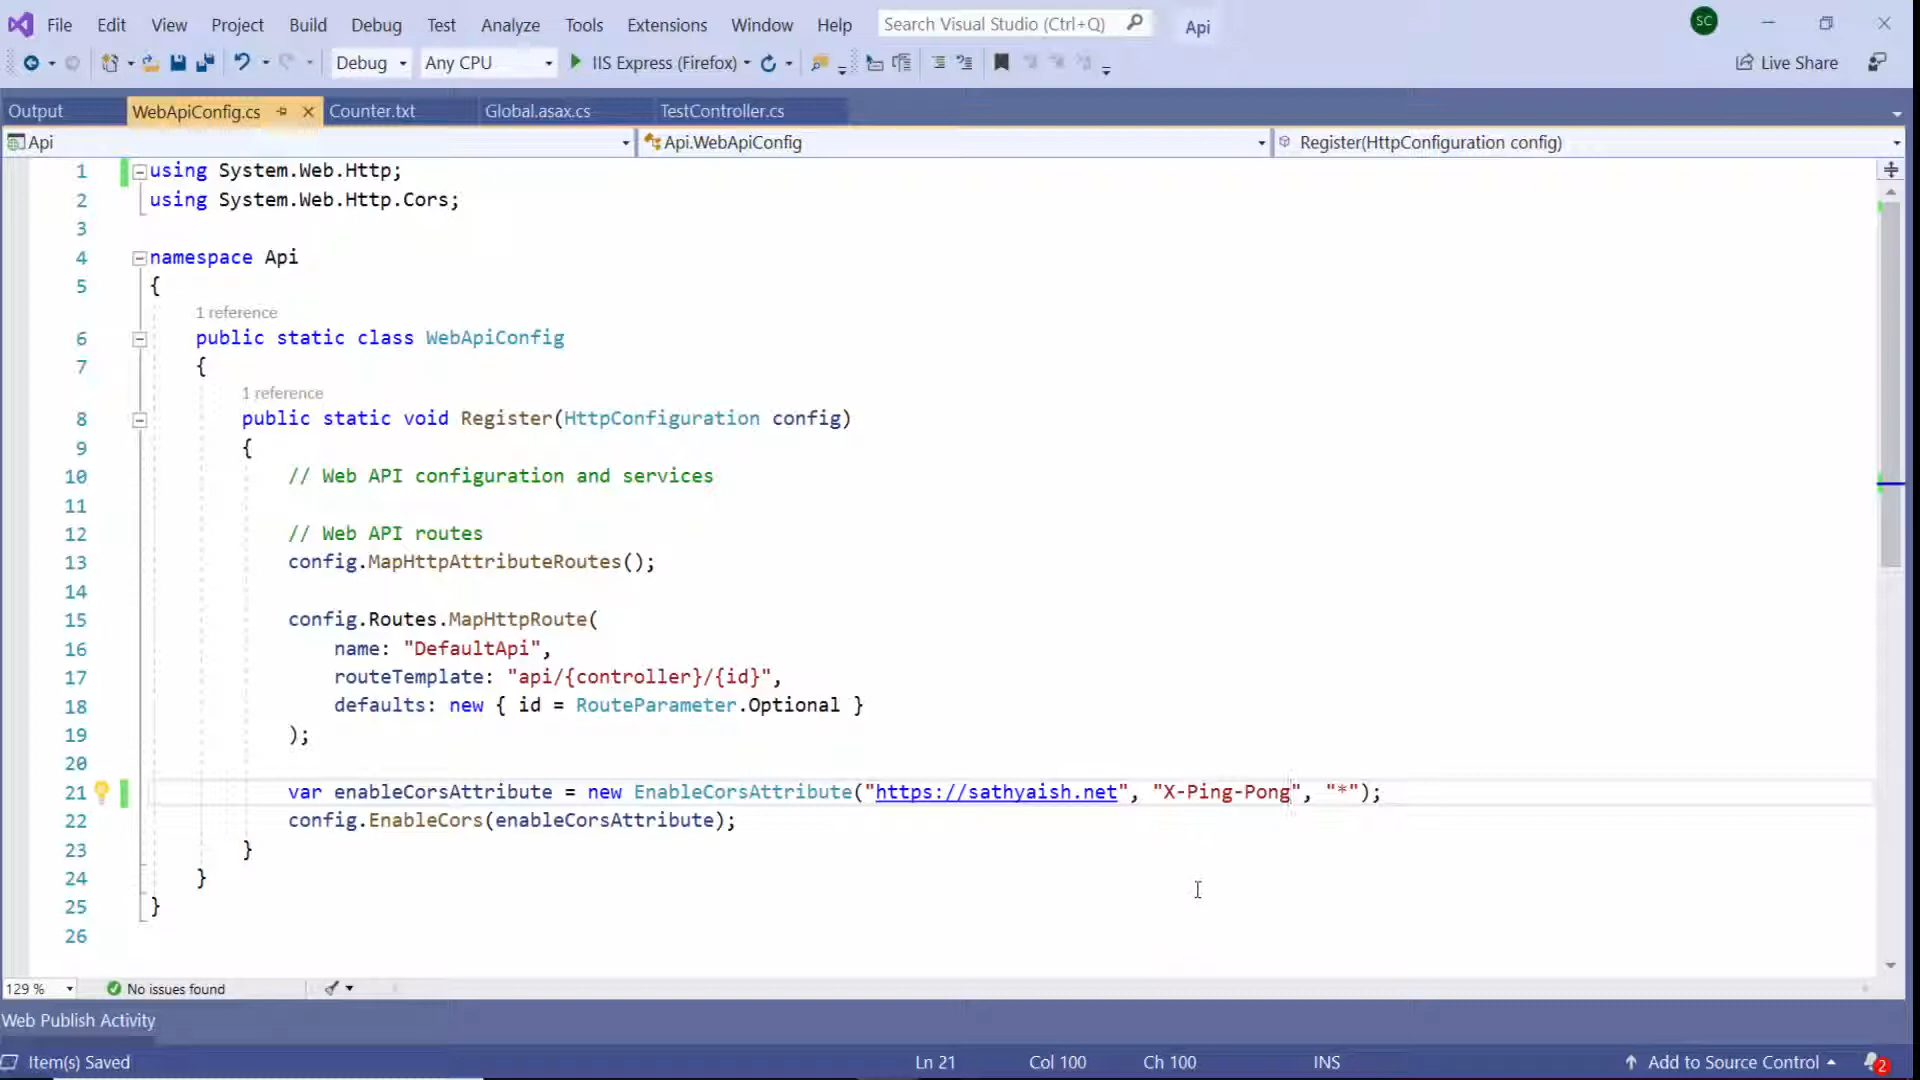 File Edit View Project Build Debug Test Analyze Tools Extensions Window Help Search Visual Studio (Ctrl+Q) Api SC
Debug Any CPU IIS Express (Firefox) Live Share
Output WebApiConfig.cs Counter.txt Global.asax.cs TestController.cs
Api Api.WebApiConfig Register(HttpConfiguration config)
1 using System.Web.Http;
2 using System.Web.Http.Cors;
3
4 namespace Api
5 {
1 reference
6 public static class WebApiConfig
7 {
1 reference
8 public static void Register(HttpConfiguration config)
9 {
10 // Web API configuration and services
11
12 // Web API routes
13 config.MapHttpAttributeRoutes();
14
15 config.Routes.MapHttpRoute(
16 name: "DefaultApi",
17 routeTemplate: "api/{controller}/{id}",
18 defaults: new { id = RouteParameter.Optional }
19 );
20
21 var enableCorsAttribute = new EnableCorsAttribute("https://sathyaish.net", "X-Ping-Pong", "*");
22 config.EnableCors(enableCorsAttribute);
23 }
24 }
25 }
26
129 % No issues found
Web Publish Activity
Item(s) Saved Ln 21 Col 100 Ch 100 INS Add to Source Control 2